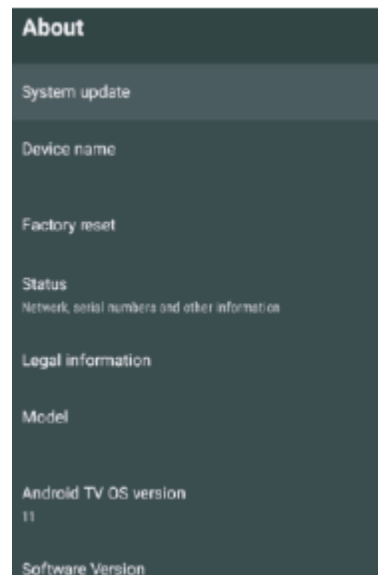 About
System update
Device name
Factory reset
Status
Network, serial numbers and other information
Legal information
Model
Android TV OS version
11
Software Version